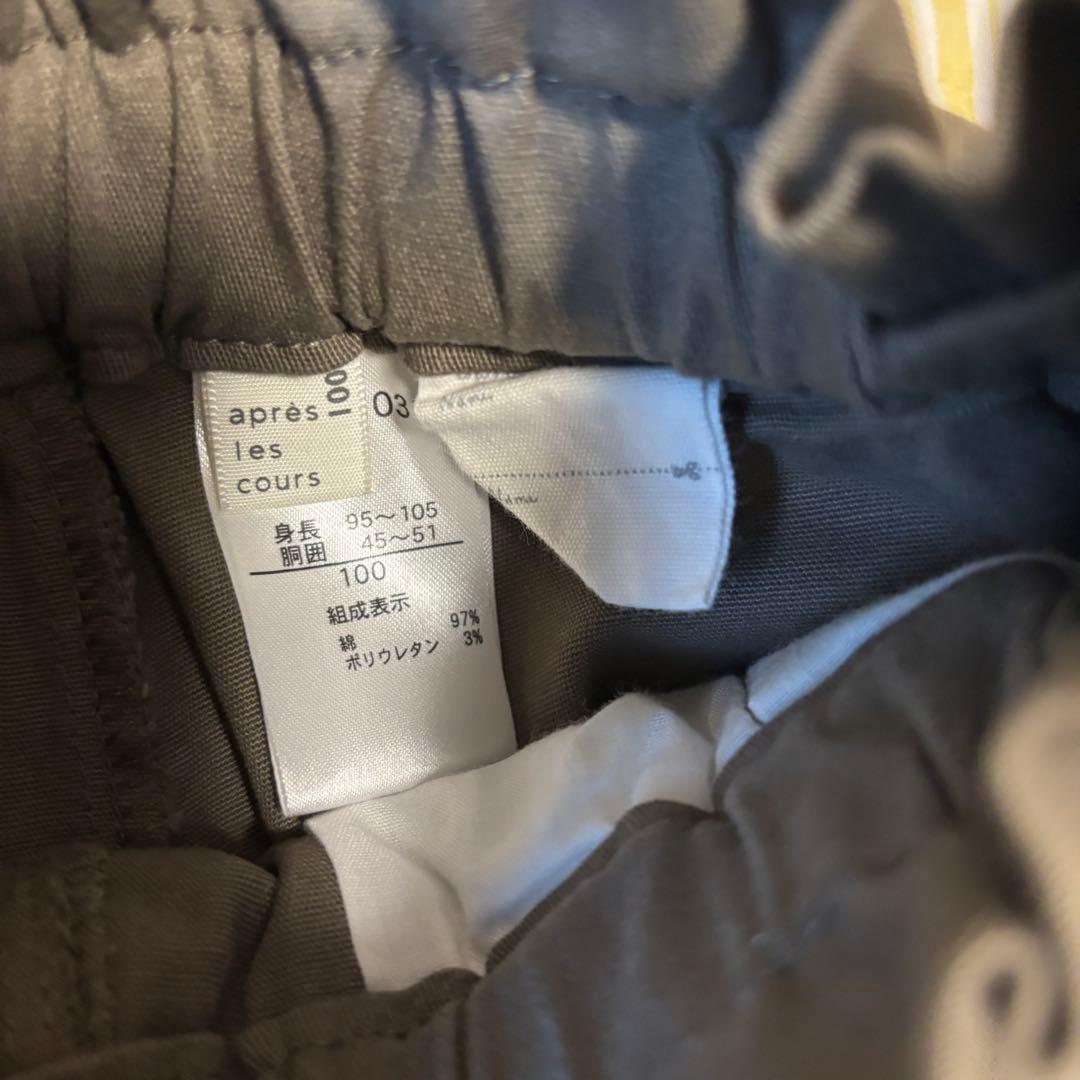 après
les
cours
100
03
Name
身長 95～105
胴囲 45～51
100
組成表示
綿 97%
ポリウレタン 3%